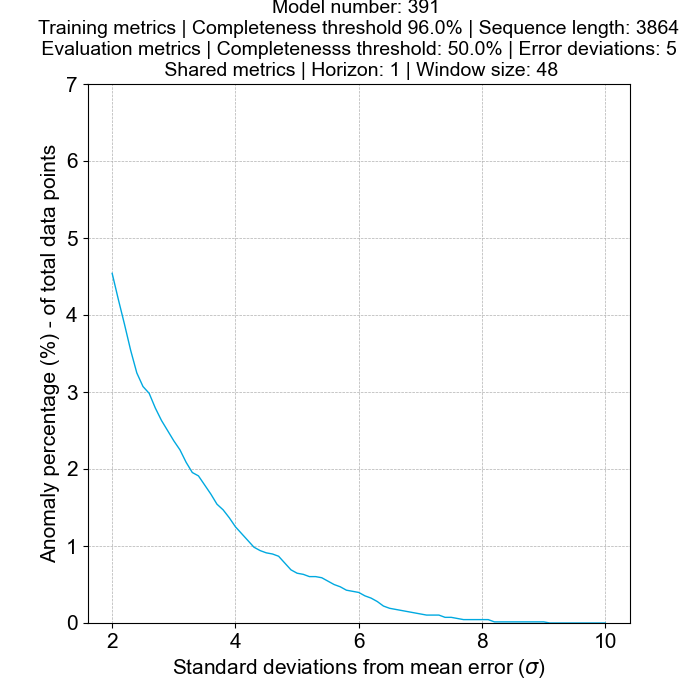 Model number: 391
Training metrics | Completeness threshold 96.0% | Sequence length: 3864
Evaluation metrics | Completenesss threshold: 50.0% | Error deviations: 5
Shared metrics | Horizon: 1 | Window size: 48
7
6
5
4
3
2
1
0
Anomaly percentage (%) - of total data points
2 4 6 8 10
Standard deviations from mean error (σ)